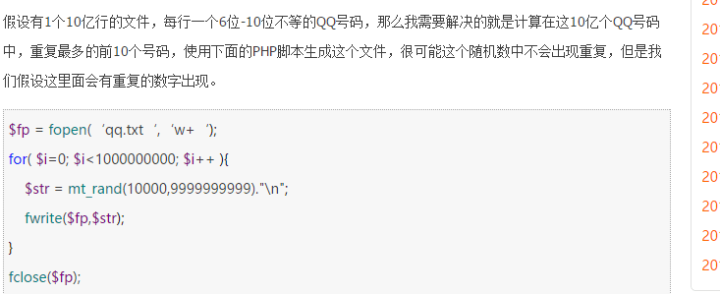 20
假设有1个10亿行的文件，每行一个6位-10位不等的QQ号码，那么我需要解决的就是计算在这10亿个QQ号码
中，重复最多的前10个号码，使用下面的PHP脚本生成这个文件，很可能这个随机数中不会出现重复，但是我
们假设这里面会有重复的数字出现。
$fp = fopen( ‘qq.txt ‘, ‘w+ ‘);
for( $i=0; $i<1000000000; $i++ ){
$str = mt_rand(10000,9999999999)."\n";
fwrite($fp,$str);
}
fclose($fp);
20
20
20
20
20
20
20
20
20